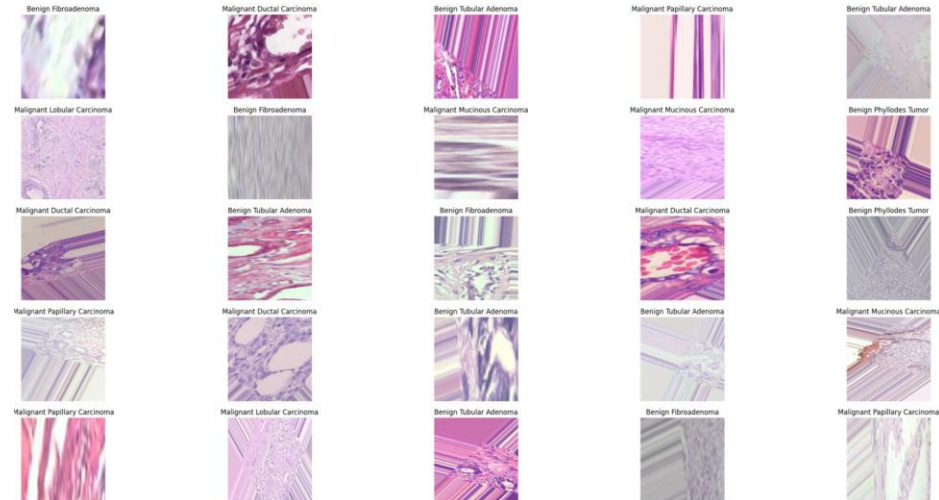 Benign Fibroadenoma
Malignant Ductal Carcinoma
Benign Tubular Adenoma
Malignant Papillary Carcinoma
Benign Tubular Adenoma
Malignant Lobular Carcinoma
Benign Fibroadenoma
Malignant Mucinous Carcinoma
Malignant Mucinous Carcinoma
Benign Phyllodes Tumor
Malignant Ductal Carcinoma
Benign Tubular Adenoma
Benign Fibroadenoma
Malignant Ductal Carcinoma
Benign Phyllodes Tumor
Malignant Papillary Carcinoma
Malignant Ductal Carcinoma
Benign Tubular Adenoma
Benign Tubular Adenoma
Malignant Mucinous Carcinoma
Malignant Papillary Carcinoma
Malignant Lobular Carcinoma
Benign Tubular Adenoma
Benign Fibroadenoma
Malignant Papillary Carcinoma